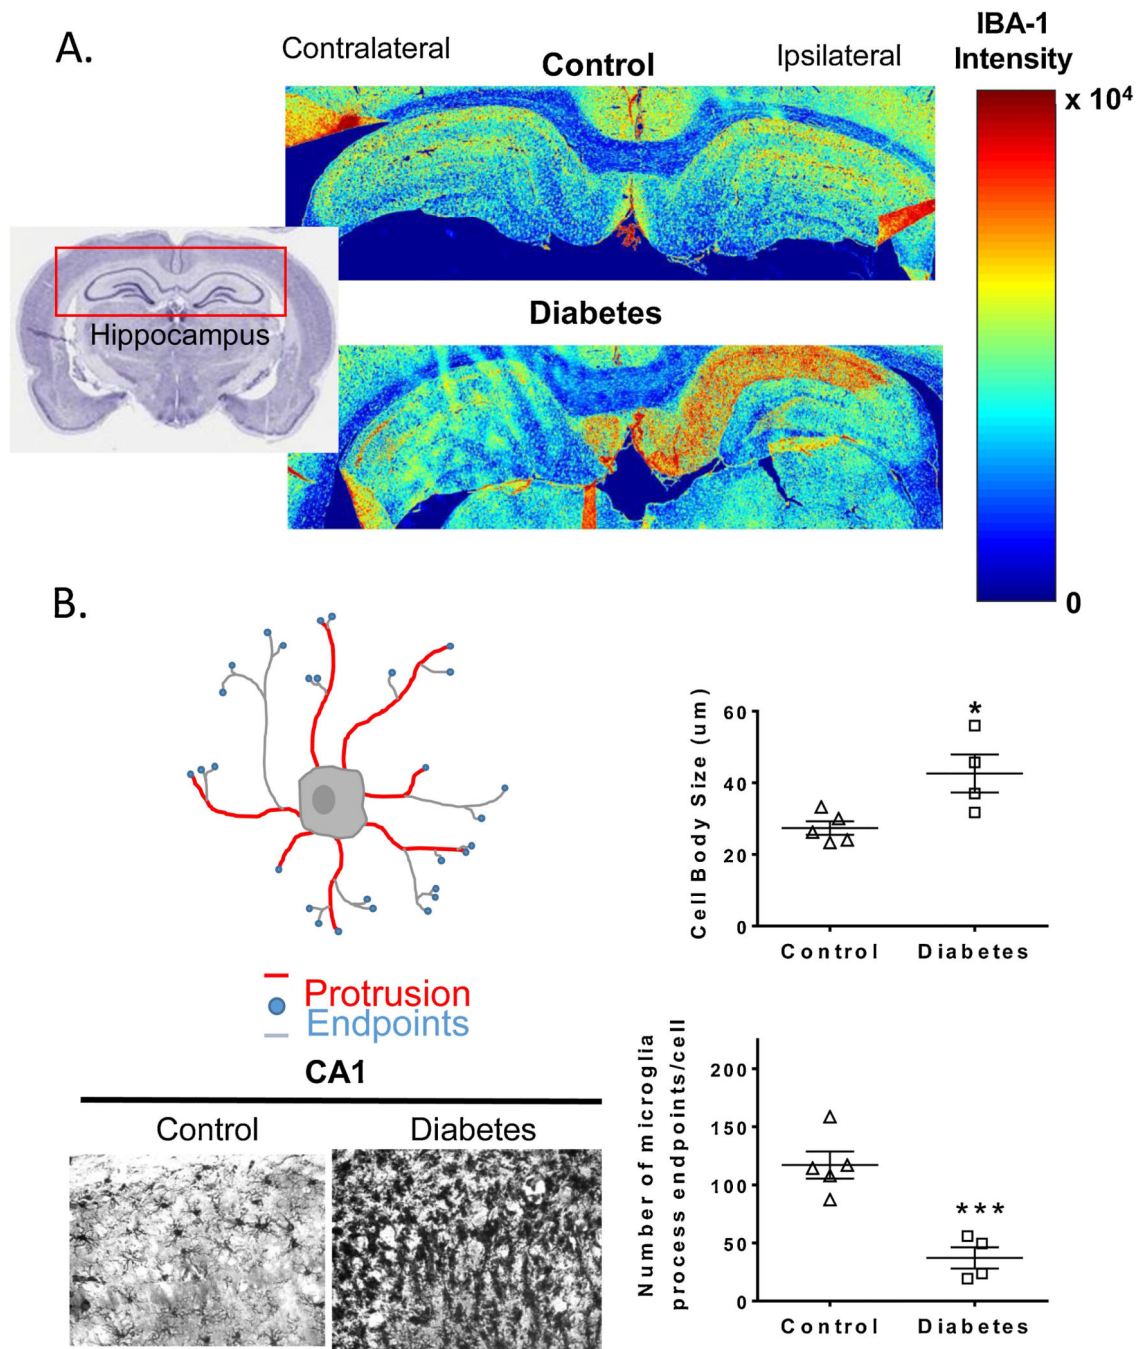 A.
Contralateral
Control
Ipsilateral
IBA-1
Intensity
x 10⁴
0
Hippocampus
Diabetes
B.
Protrusion
Endpoints
CA1
Control
Diabetes
Cell Body Size (um)
60
40
20
0
*
Control
Diabetes
Number of microglia
process endpoints/cell
200
150
100
50
0
***
Control
Diabetes